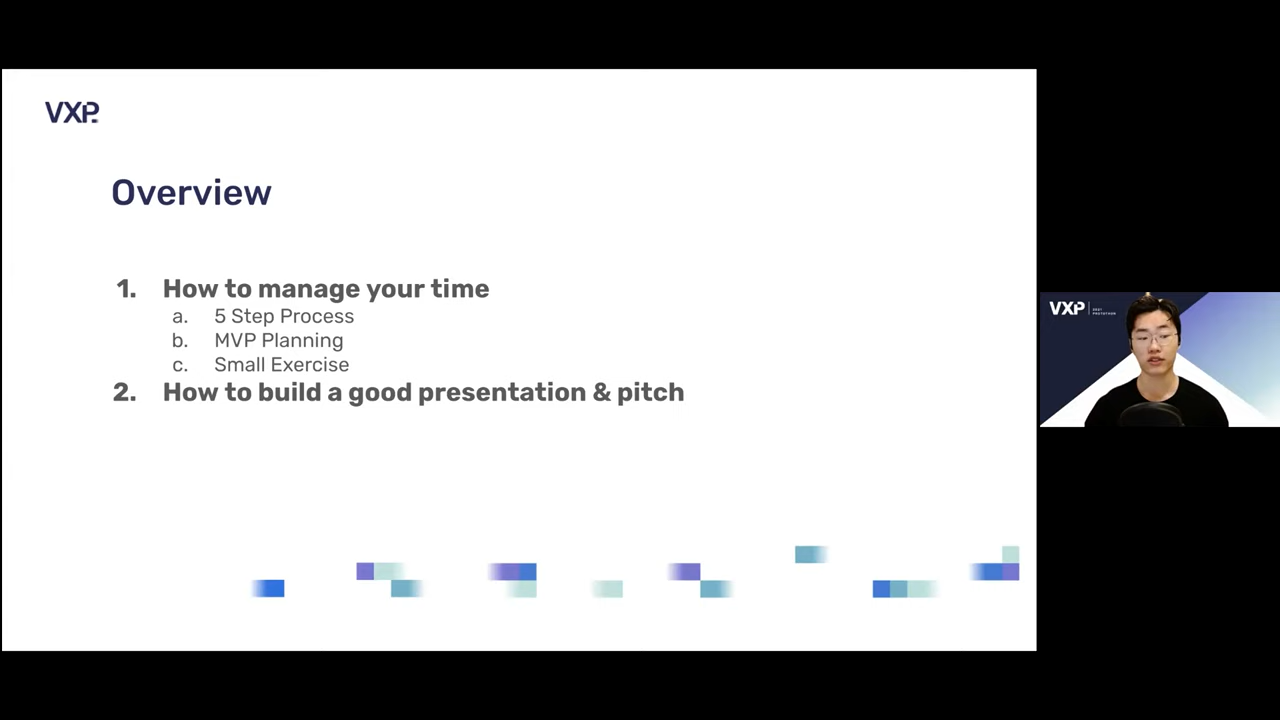 VXP
Overview
1. How to manage your time
a. 5 Step Process
b. MVP Planning
c. Small Exercise
2. How to build a good presentation & pitch
VXP